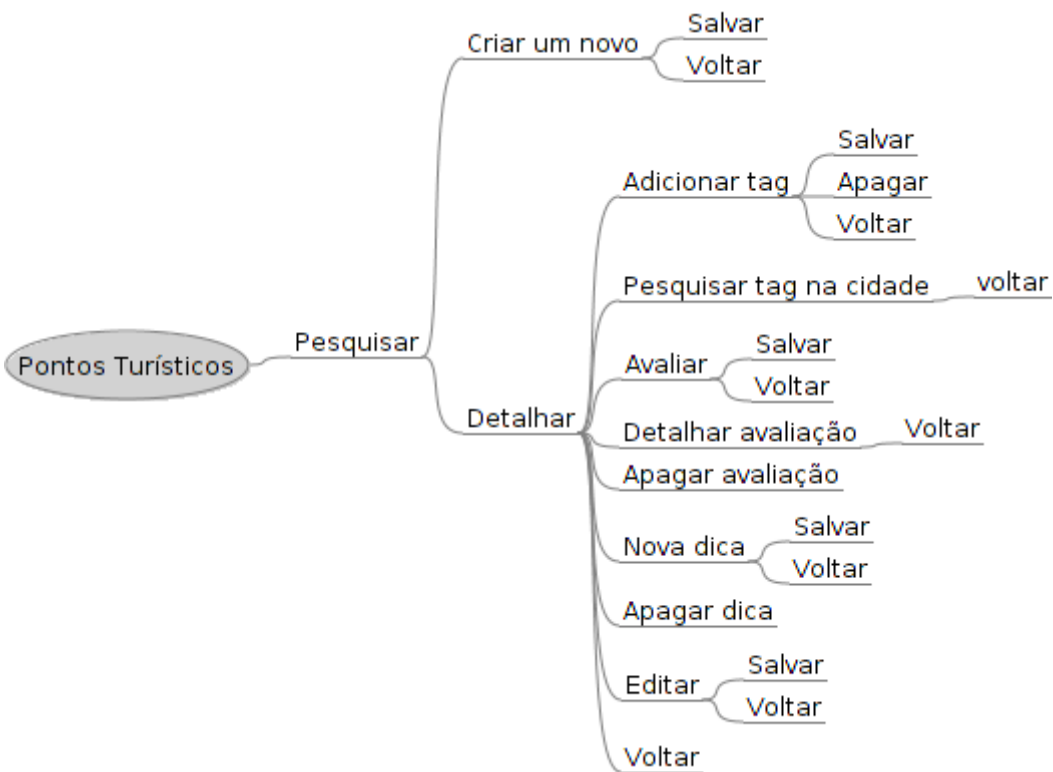 Pontos Turísticos
Pesquisar
Criar um novo
Salvar
Voltar
Detalhar
Adicionar tag
Salvar
Apagar
Voltar
Pesquisar tag na cidade
voltar
Avaliar
Salvar
Voltar
Detalhar avaliação
Voltar
Apagar avaliação
Nova dica
Salvar
Voltar
Apagar dica
Editar
Salvar
Voltar
Voltar